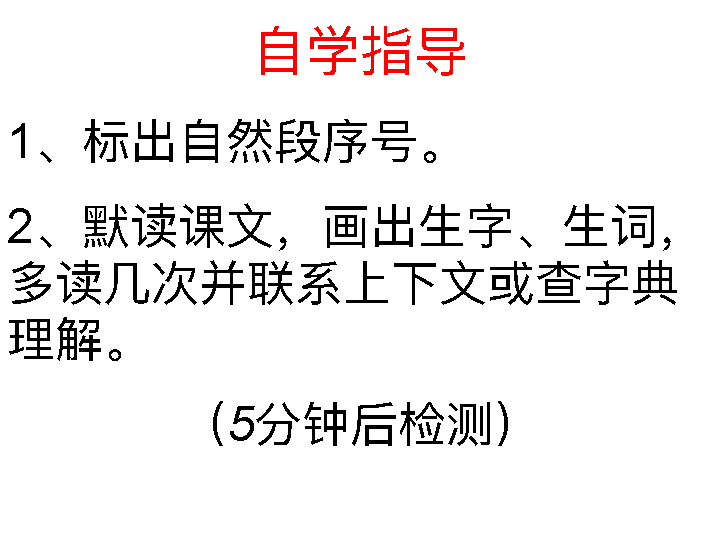 自学指导
1、标出自然段序号。
2、默读课文，画出生字、生词，
多读几次并联系上下文或查字典
理解。
（5分钟后检测）